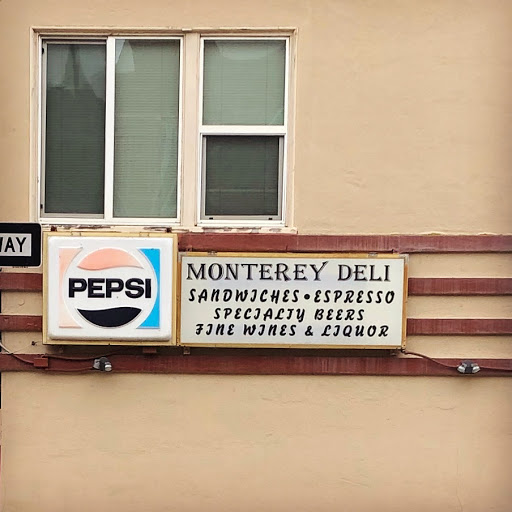 WAY
PEPSI
MONTEREY DELI
SANDWICHES • ESPRESSO
SPECIALTY BEERS
FINE WINES & LIQUOR